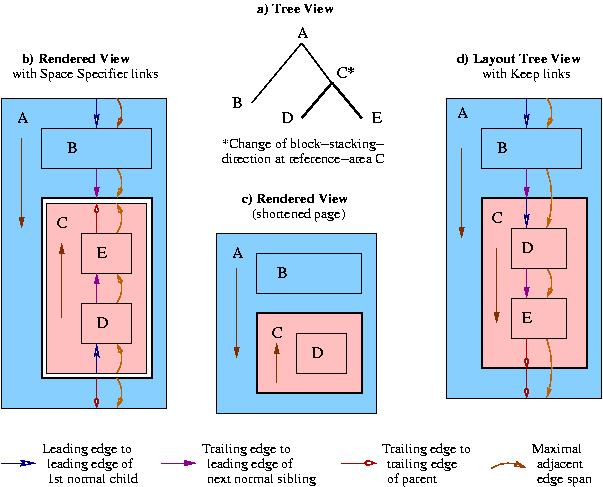 a) Tree View
A
C*
B
D
E
*Change of block−stacking−
direction at reference−area C
b) Rendered View
with Space Specifier links
A
B
C
E
D
c) Rendered View
(shortened page)
A
B
C
D
d) Layout Tree View
with Keep links
A
B
C
D
E
Leading edge to
leading edge of
1st normal child
Trailing edge to
leading edge of
next normal sibling
Trailing edge to
trailing edge
of parent
Maximal
adjacent
edge span